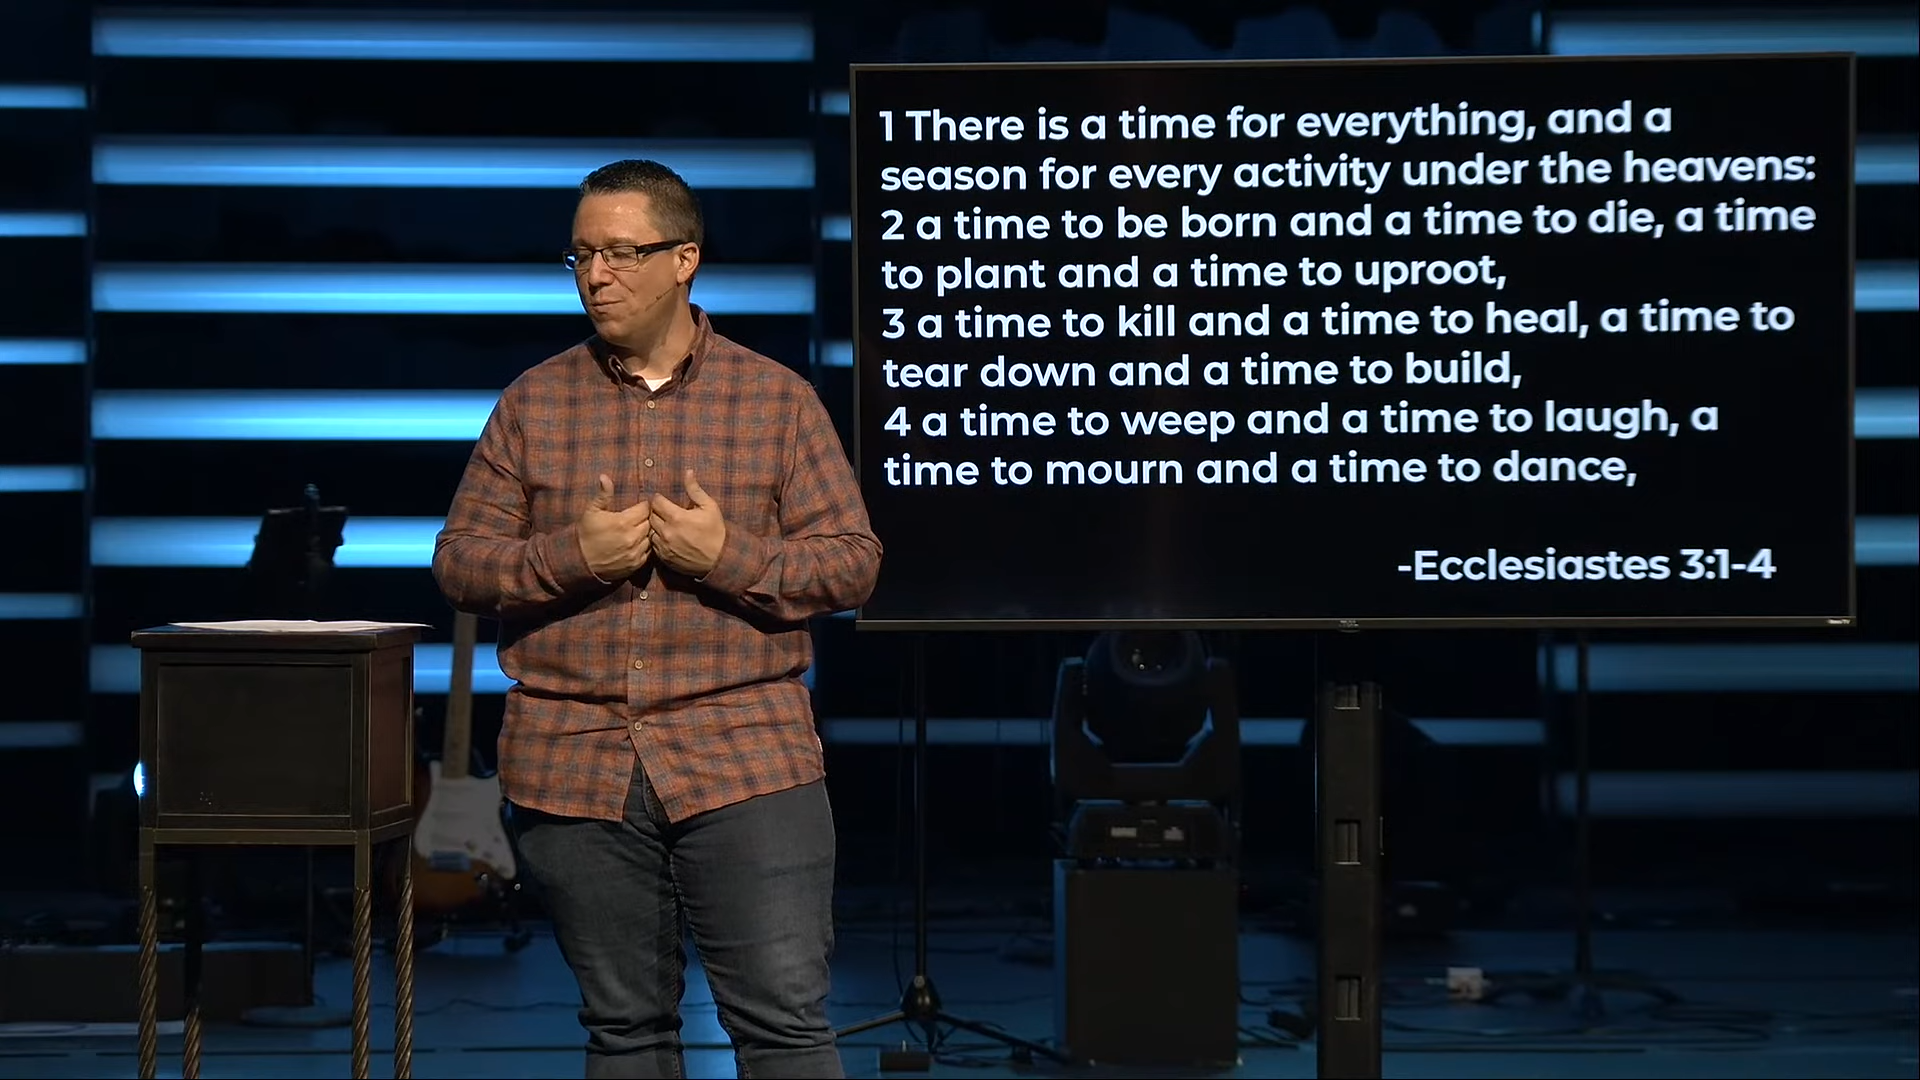 1 There is a time for everything, and a
season for every activity under the heavens:
2 a time to be born and a time to die, a time
to plant and a time to uproot,
3 a time to kill and a time to heal, a time to
tear down and a time to build,
4 a time to weep and a time to laugh, a
time to mourn and a time to dance,
-Ecclesiastes 3:1-4